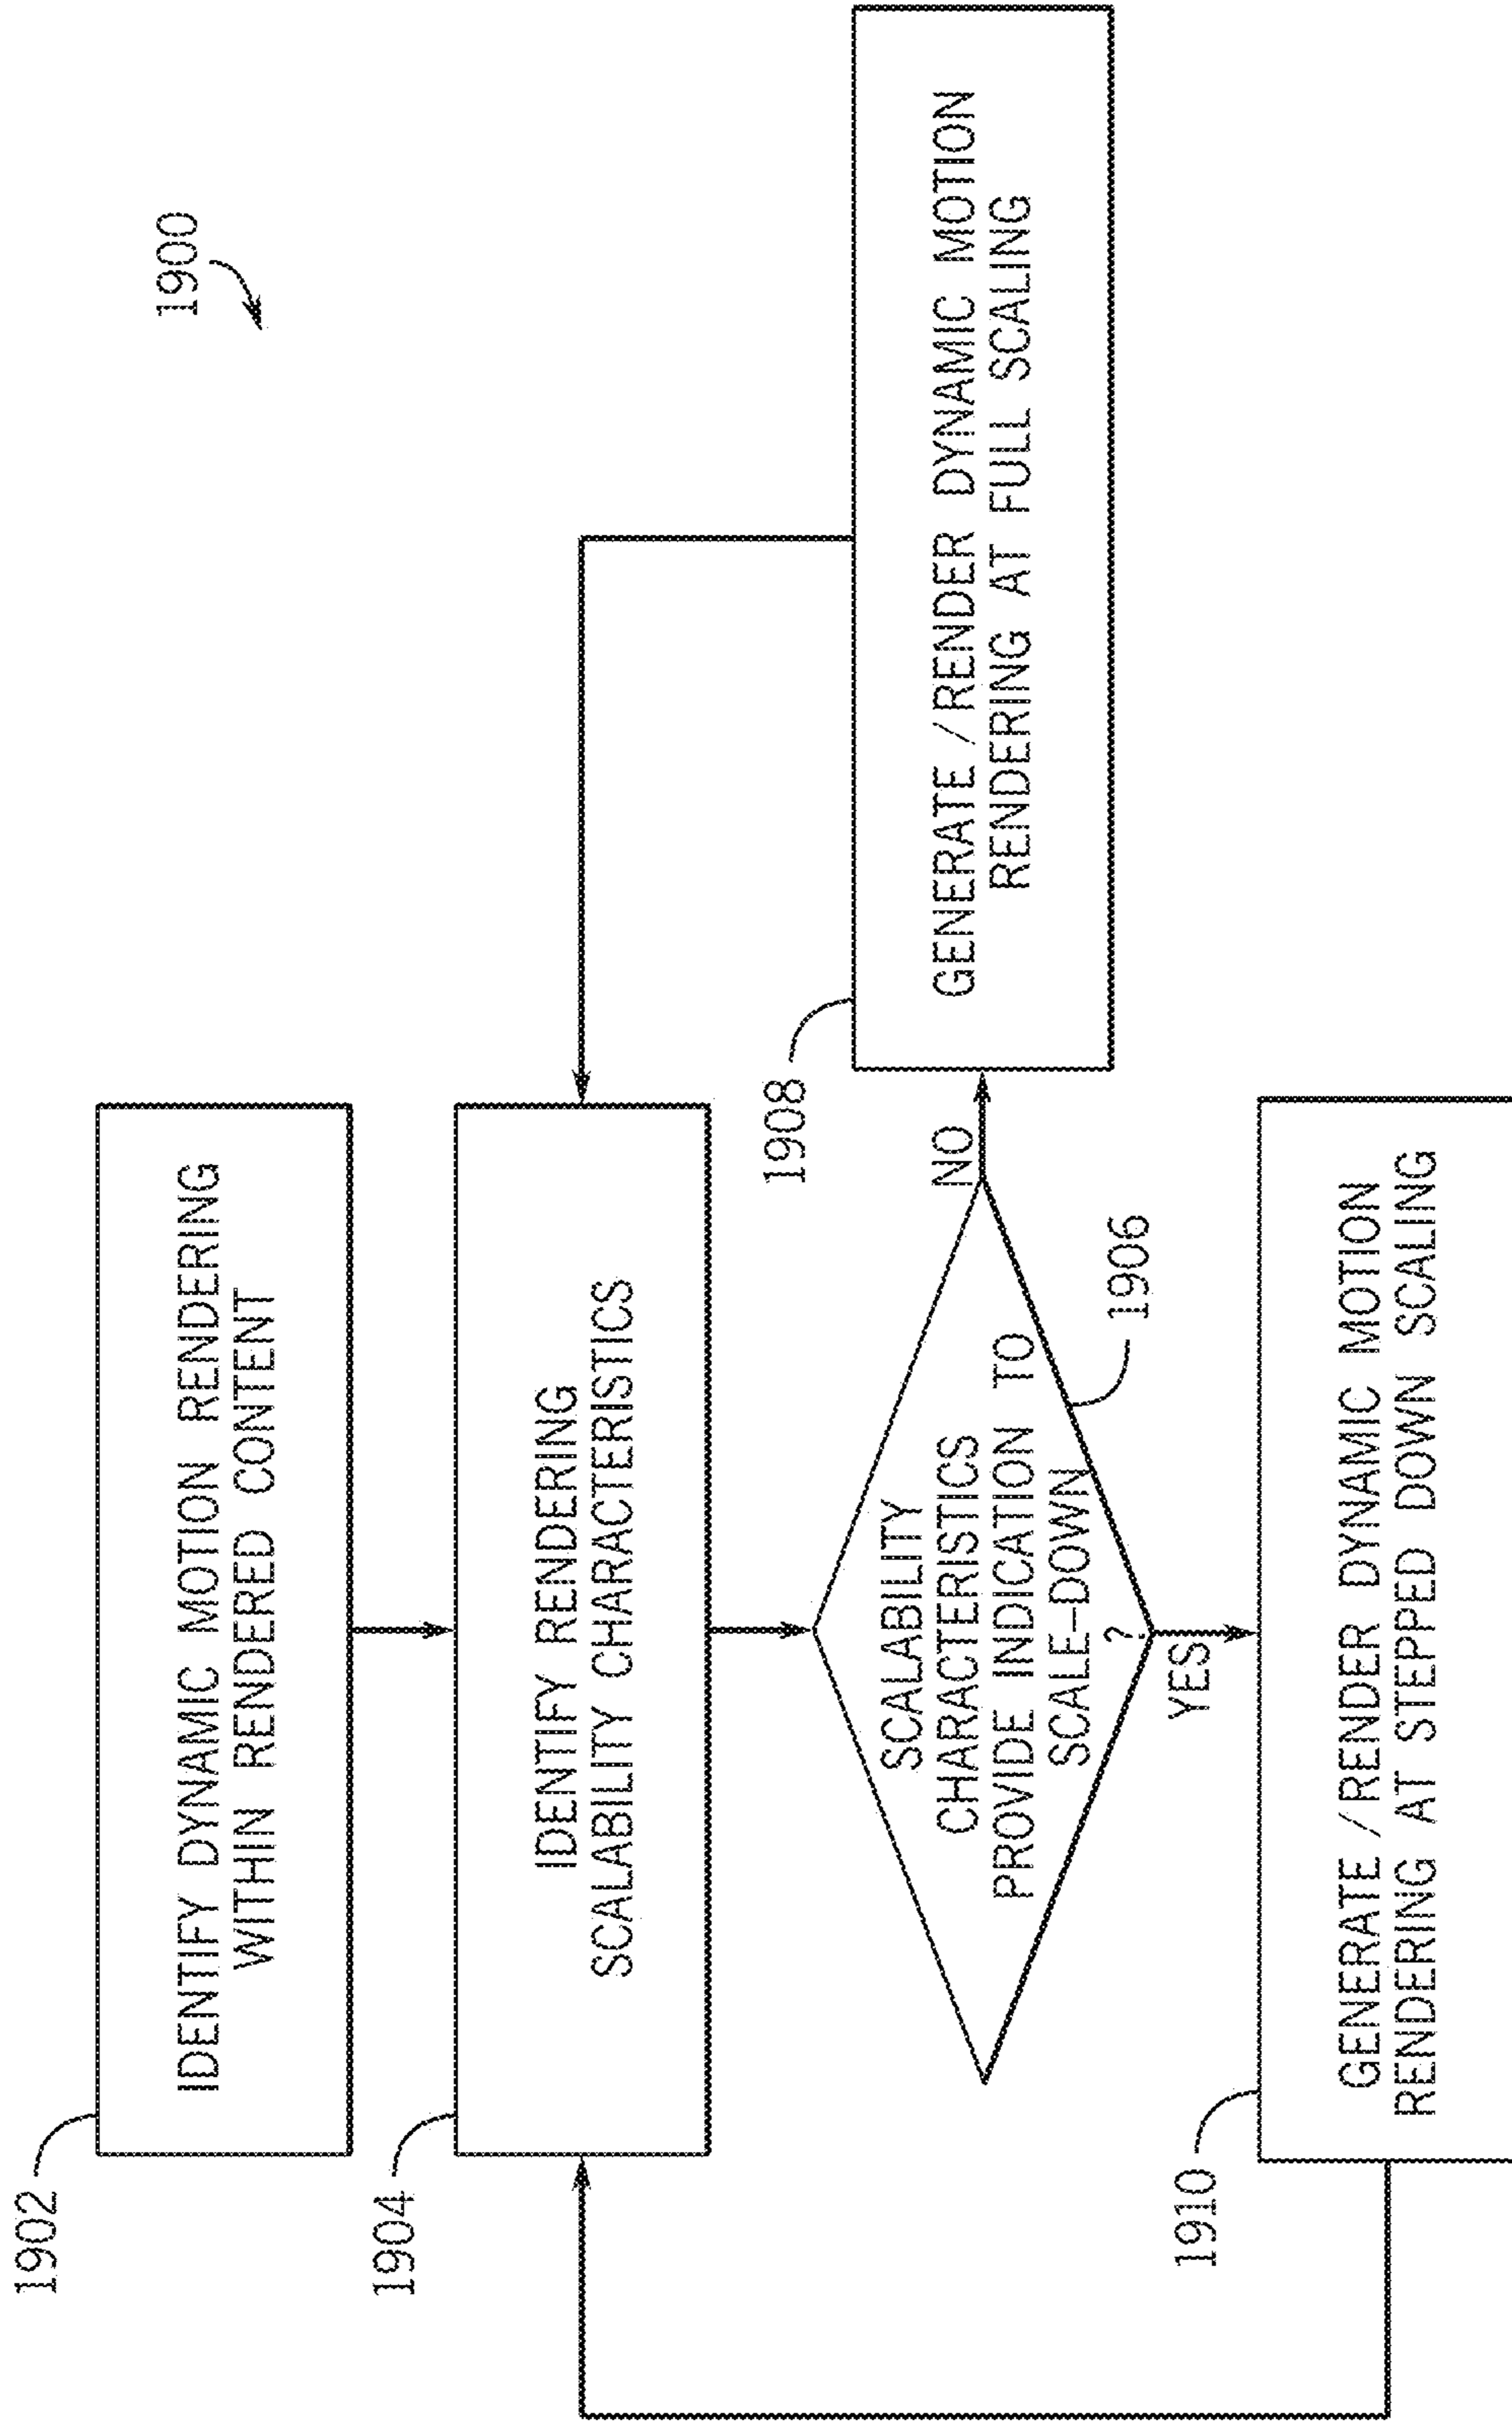 1900
1902
IDENTIFY DYNAMIC MOTION RENDERING
WITHIN RENDERED CONTENT
1904
IDENTIFY RENDERING
SCALABILITY CHARACTERISTICS
SCALABILITY
CHARACTERISTICS
PROVIDE INDICATION TO
SCALE-DOWN
?
1906
NO
1908
GENERATE/RENDER DYNAMIC MOTION
RENDERING AT FULL SCALING
YES
1910
GENERATE/RENDER DYNAMIC MOTION
RENDERING AT STEPPED DOWN SCALING